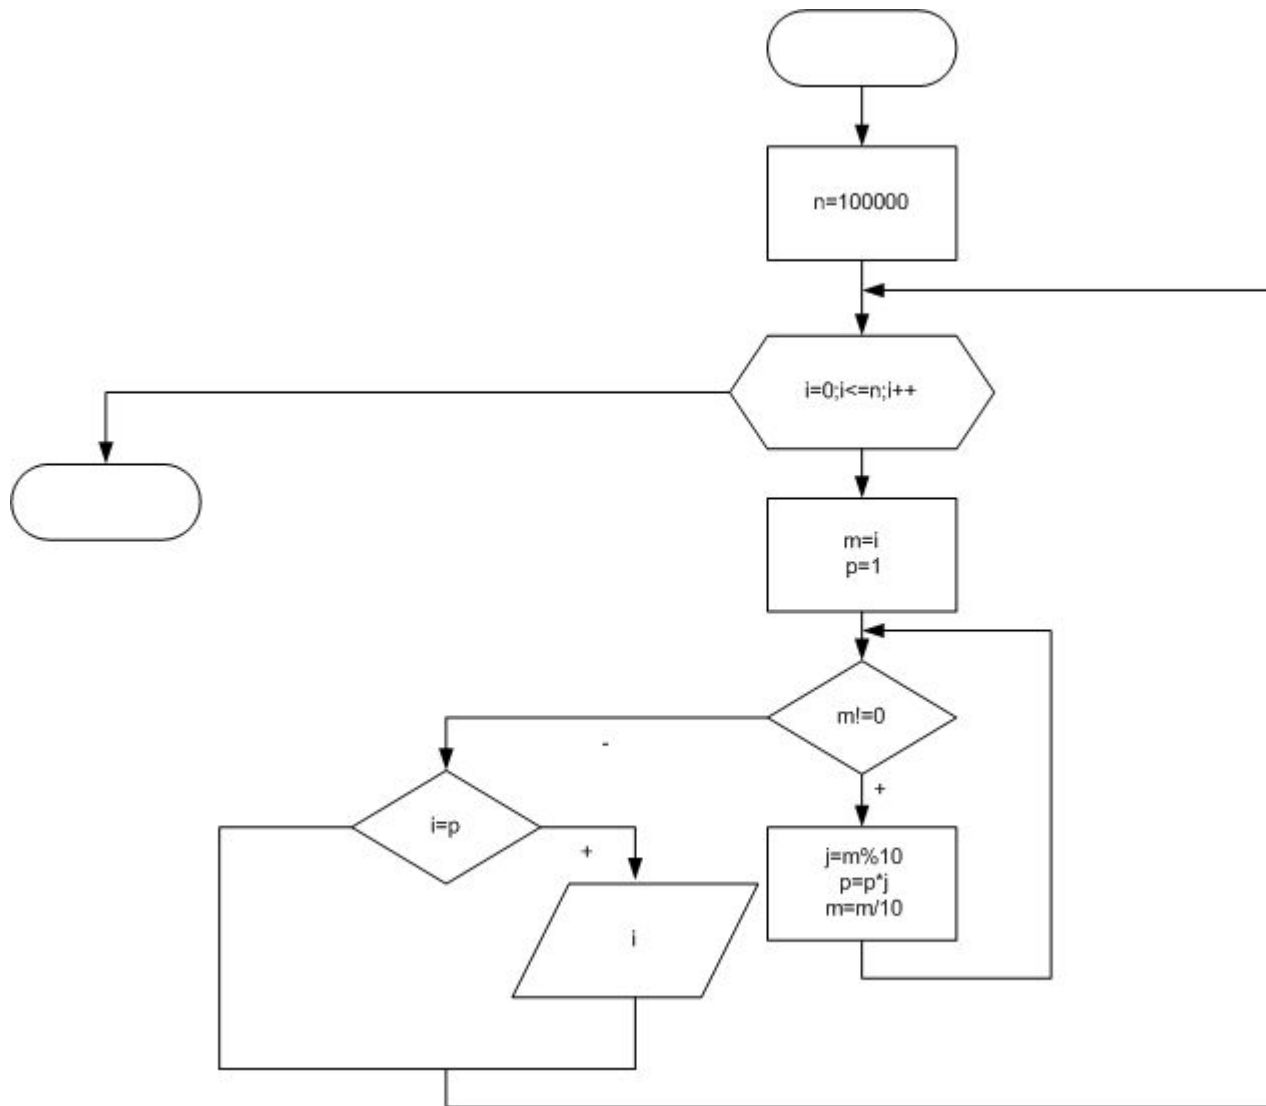 n=100000
i=0;i<=n;i++
m=i
p=1
m!=0
-
+
i=p
+
j=m%10
p=p*j
m=m/10
i